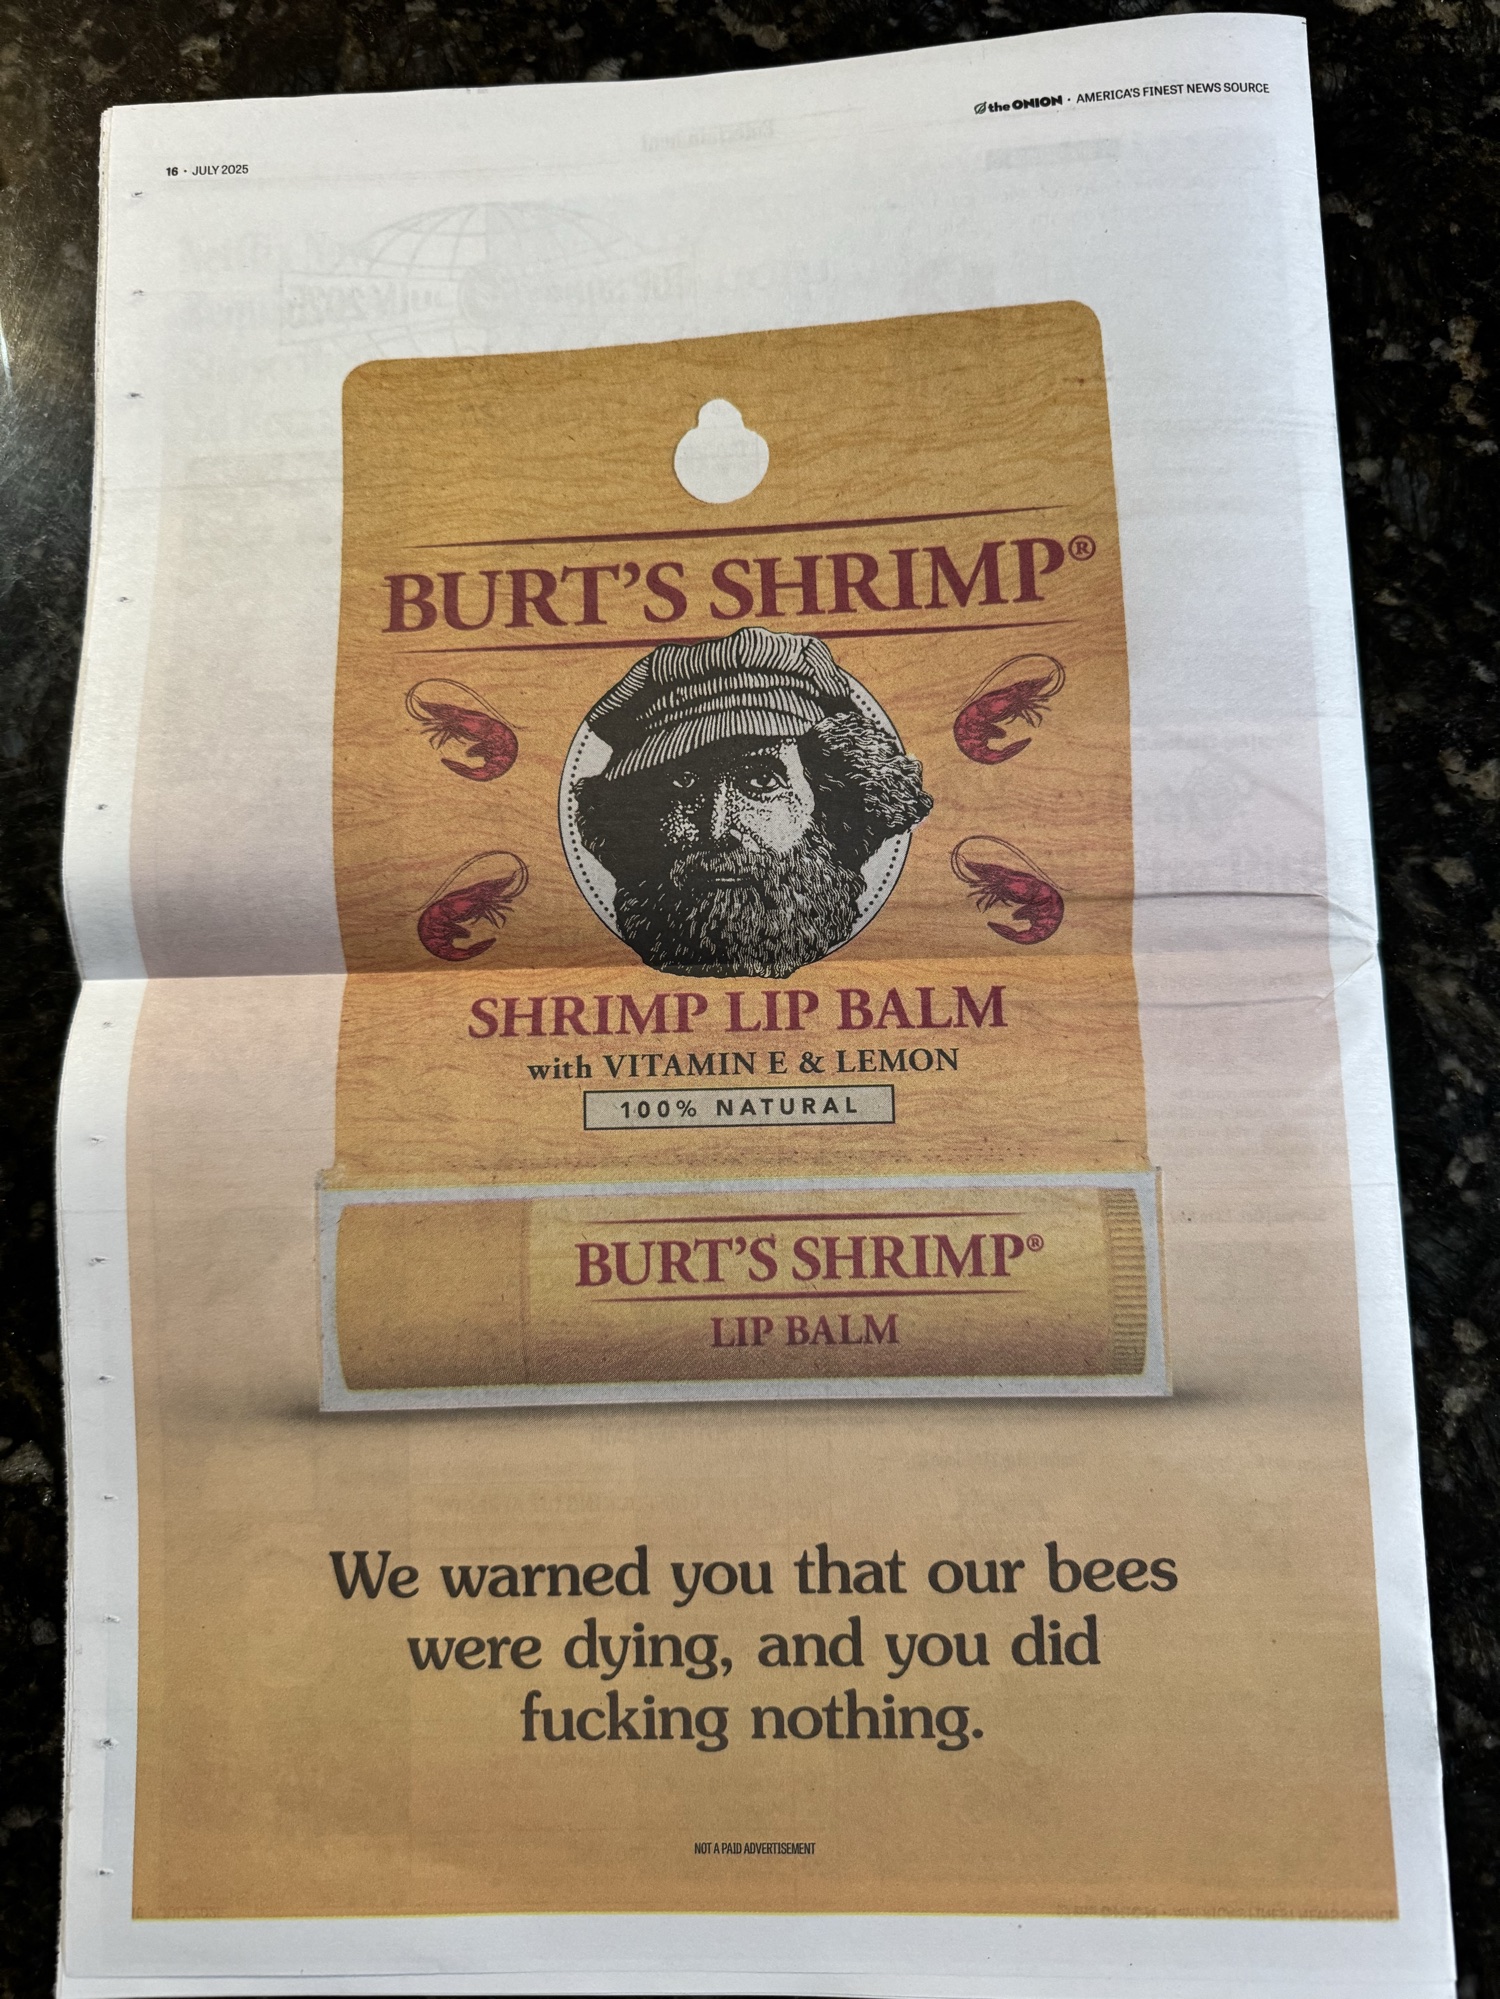 the ONION · AMERICA'S FINEST NEWS SOURCE
16 · JULY 2025
BURT'S SHRIMP®
SHRIMP LIP BALM
with VITAMIN E & LEMON
100% NATURAL
BURT'S SHRIMP®
LIP BALM
We warned you that our bees
were dying, and you did
fucking nothing.
NOT A PAID ADVERTISEMENT